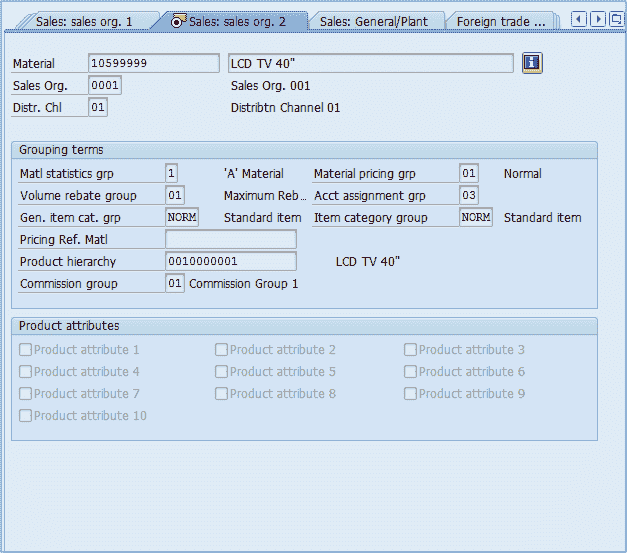 Sales: sales org. 1 Sales: sales org. 2 Sales: General/Plant Foreign trade ...
Material 10599999 LCD TV 40"
Sales Org. 0001 Sales Org. 001
Distr. Chl 01 Distribtn Channel 01
Grouping terms
Matl statistics grp 1 'A' Material Material pricing grp 01 Normal
Volume rebate group 01 Maximum Reb... Acct assignment grp 03
Gen. item cat. grp NORM Standard item Item category group NORM Standard item
Pricing Ref. Matl
Product hierarchy 0010000001 LCD TV 40"
Commission group 01 Commission Group 1
Product attributes
Product attribute 1 Product attribute 2 Product attribute 3
Product attribute 4 Product attribute 5 Product attribute 6
Product attribute 7 Product attribute 8 Product attribute 9
Product attribute 10